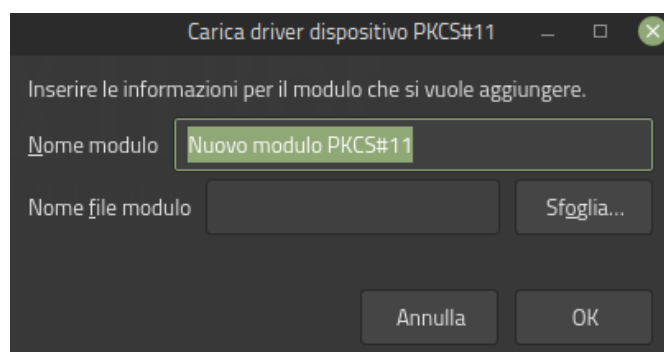 Carica driver dispositivo PKCS#11
Inserire le informazioni per il modulo che si vuole aggiungere.
Nome modulo Nuovo modulo PKCS#11
Nome file modulo Sfoglia...
Annulla OK